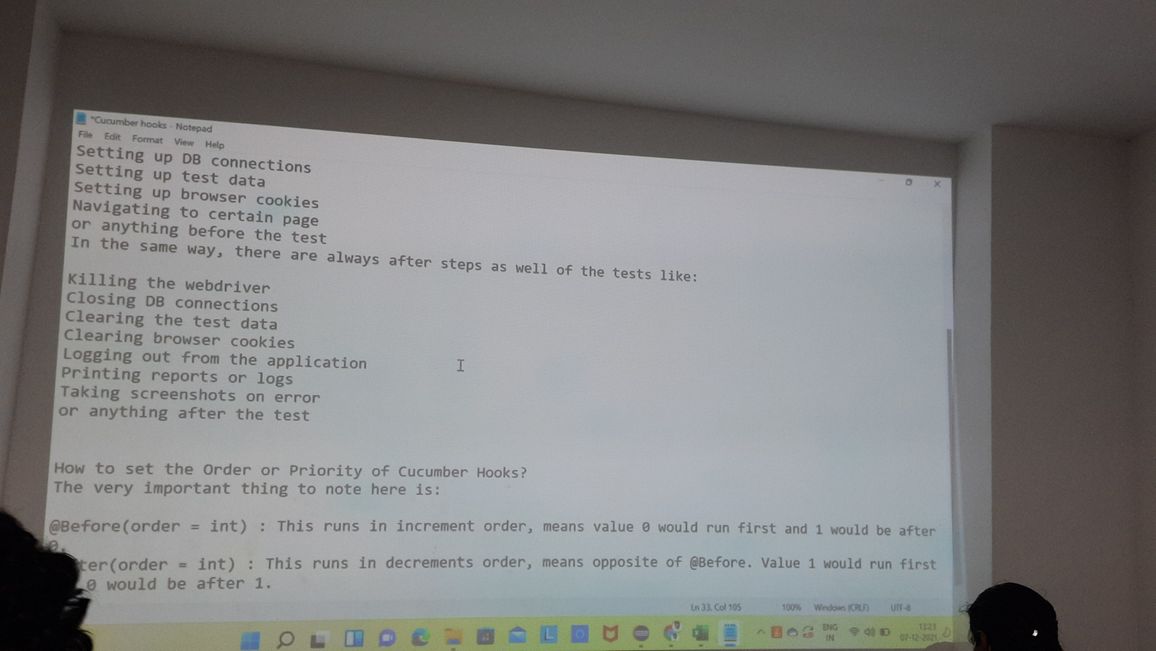 *Cucumber hooks - Notepad
File Edit Format View Help
Setting up DB connections
Setting up test data
Setting up browser cookies
Navigating to certain page
or anything before the test
In the same way, there are always after steps as well of the tests like:
Killing the webdriver
Closing DB connections
Clearing the test data
Clearing browser cookies
Logging out from the application
Printing reports or logs
Taking screenshots on error
or anything after the test
How to set the Order or Priority of Cucumber Hooks?
The very important thing to note here is:
@Before(order = int) : This runs in increment order, means value 0 would run first and 1 would be after
0.
ter(order = int) : This runs in decrements order, means opposite of @Before. Value 1 would run first
0 would be after 1.
Ln 33, Col 105 100% Windows (CRLF) UTF-8
ENG 13:23
IN 07-12-2021